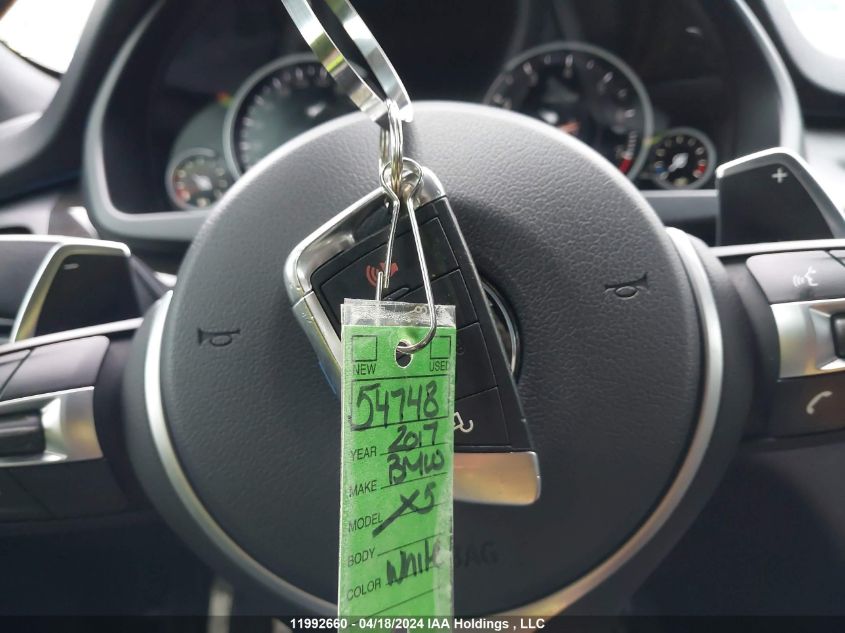 +
NEW USED
54748
YEAR 2017
MAKE BMW
MODEL X5
BODY
COLOR White
BAG
11992660 - 04/18/2024 IAA Holdings , LLC